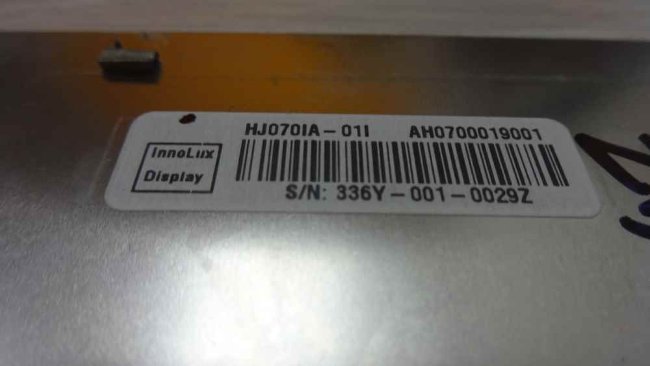 HJ070IA-01I AH0700019001
InnoLux
Display
S/N: 336Y-001-0029Z